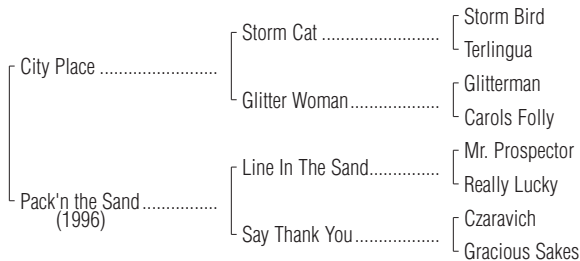 Storm Bird
Storm Cat ........................
Terlingua
City Place .........................
Glitterman
Glitter Woman...................
Carols Folly
Mr. Prospector
Line In The Sand...............
Really Lucky
Pack'n the Sand................
(1996)
Czaravich
Say Thank You..................
Gracious Sakes